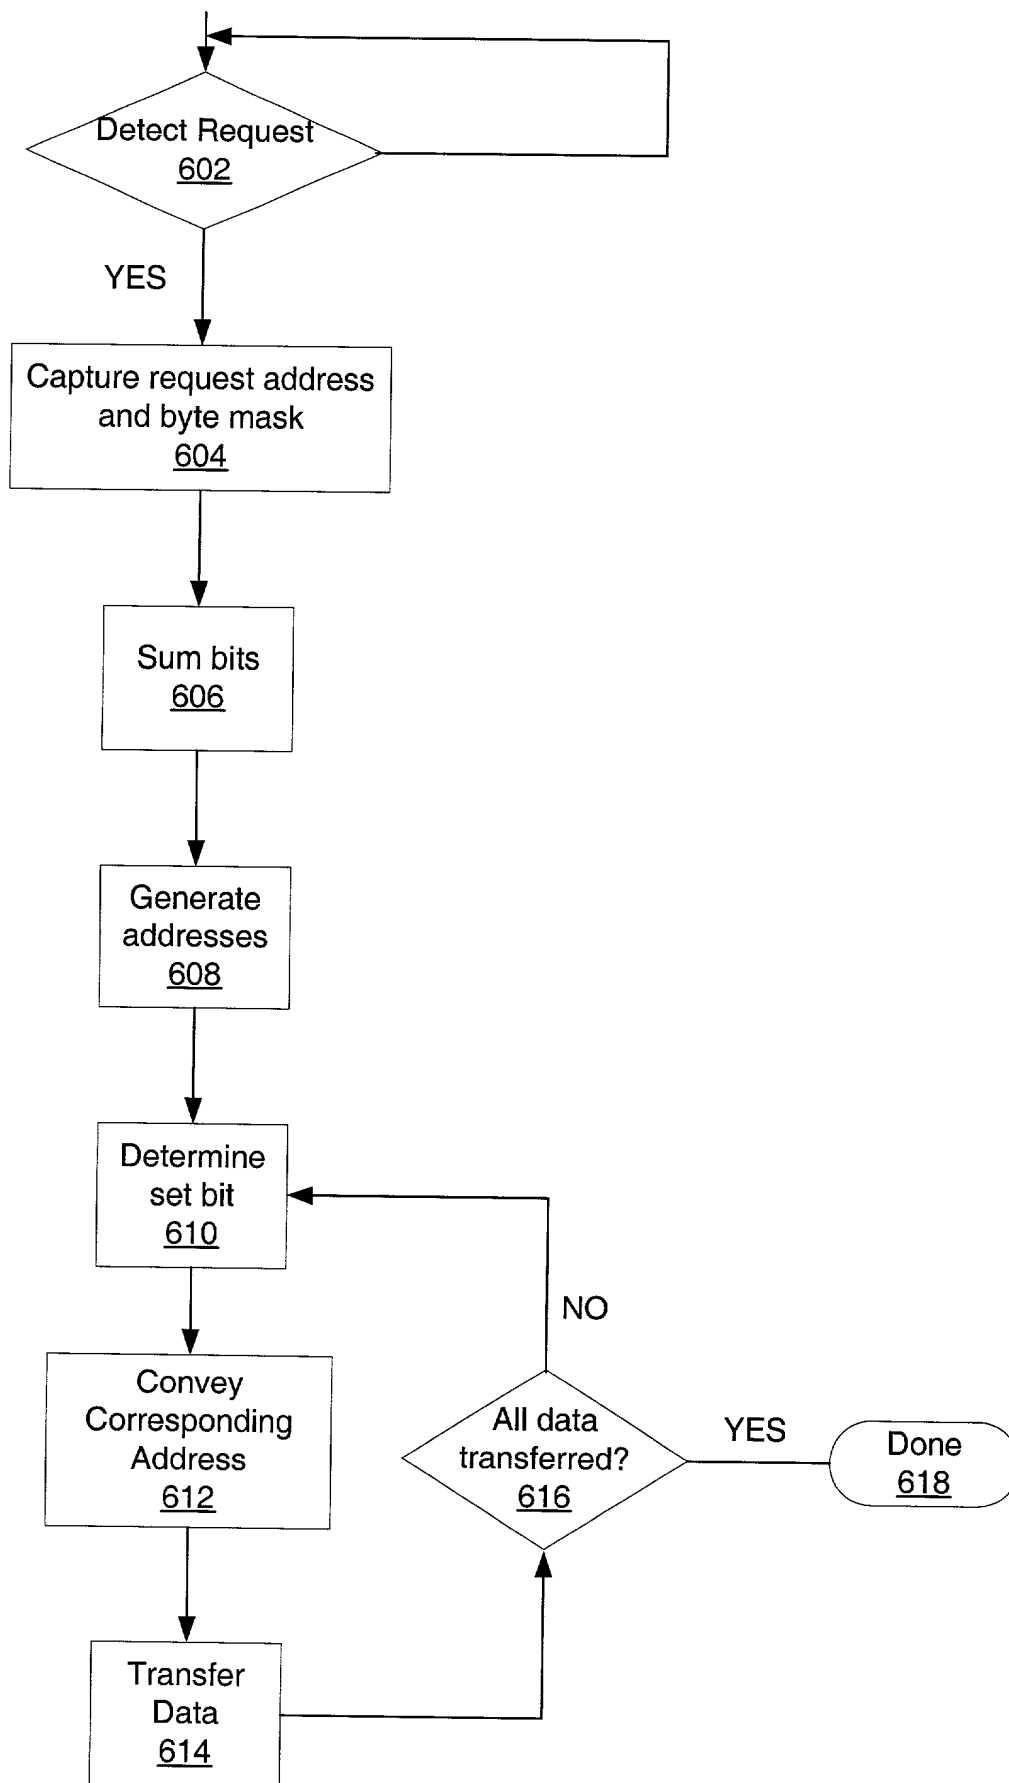 Detect Request
602
YES
Capture request address
and byte mask
604
Sum bits
606
Generate
addresses
608
Determine
set bit
610
NO
Convey
Corresponding
Address
612
All data
transferred?
616
YES
Done
618
Transfer
Data
614